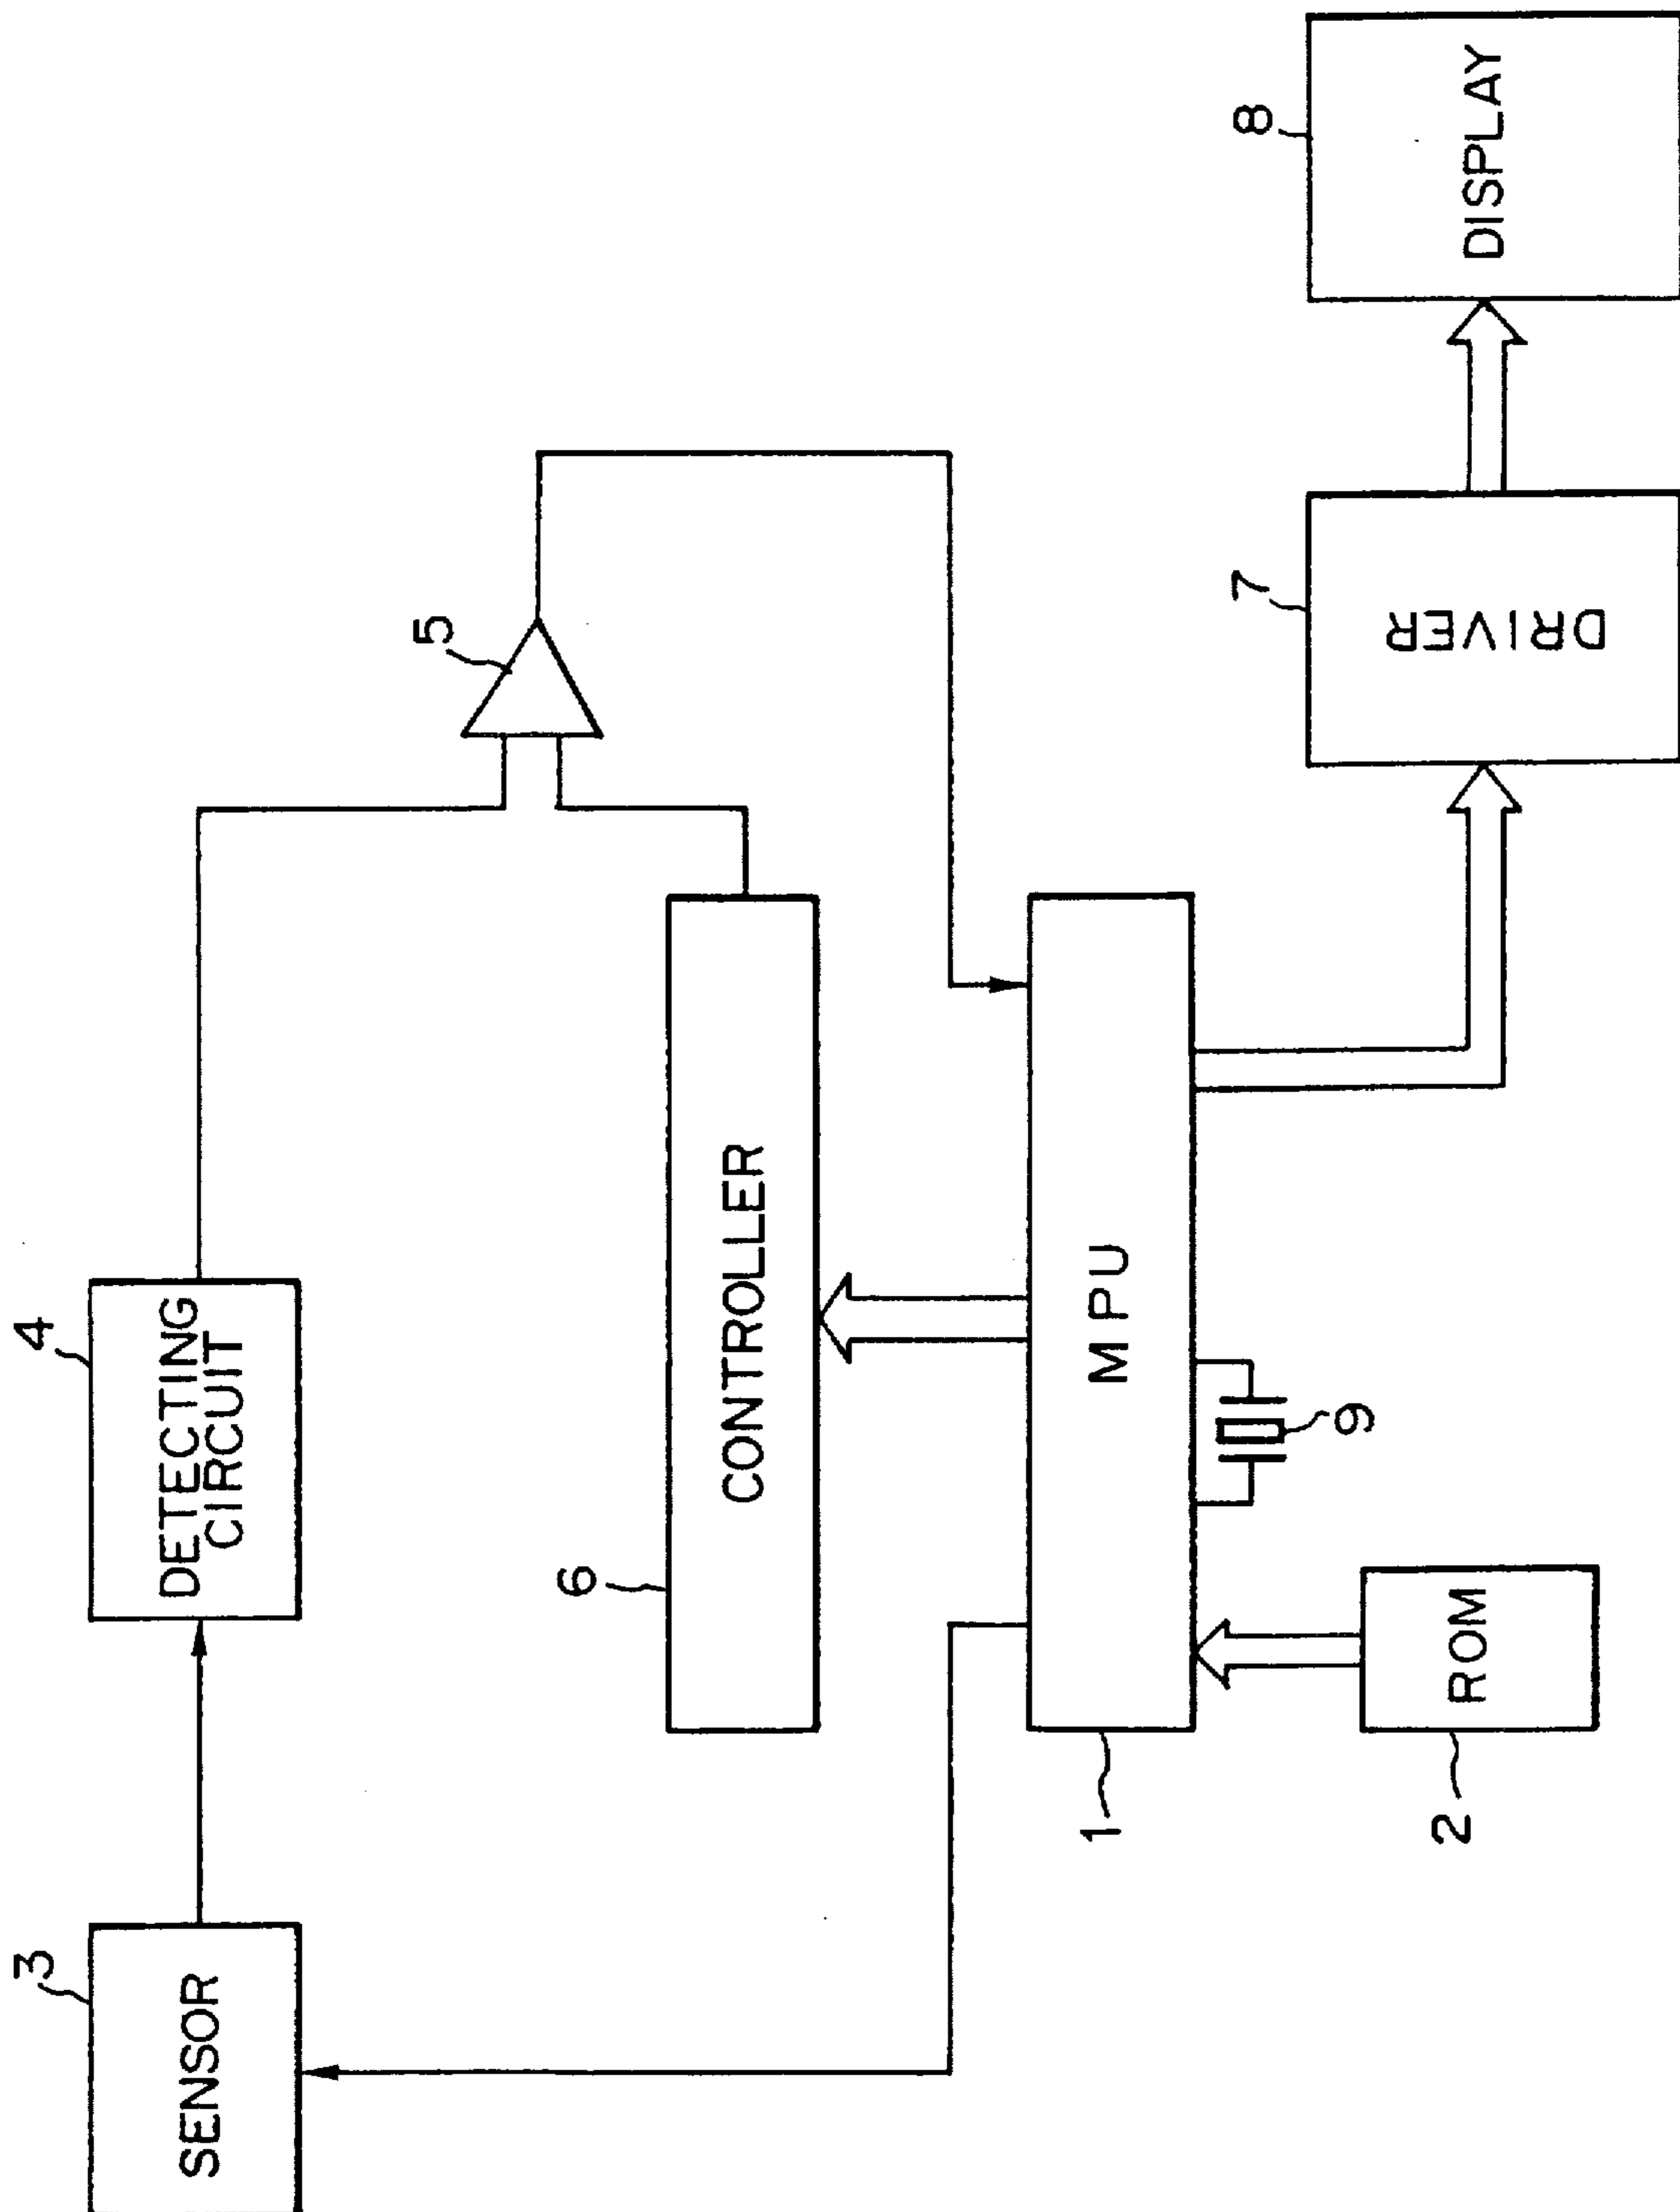 3
SENSOR
4
DETECTING
CIRCUIT
5
6
CONTROLLER
1
MPU
9
2
ROM
7
DRIVER
8
DISPLAY